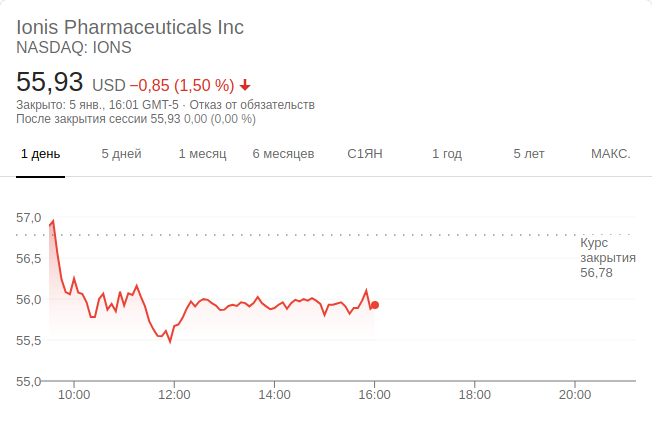 Ionis Pharmaceuticals Inc
NASDAQ: IONS
55,93 USD −0,85 (1,50 %)
Закрыто: 5 янв., 16:01 GMT-5 · Отказ от обязательств
После закрытия сессии 55,93 0,00 (0,00 %)
1 день 5 дней 1 месяц 6 месяцев С1ЯН 1 год 5 лет МАКС.
57,0
Курс
закрытия
56,78
56,5
56,0
55,5
55,0
10:00 12:00 14:00 16:00 18:00 20:00